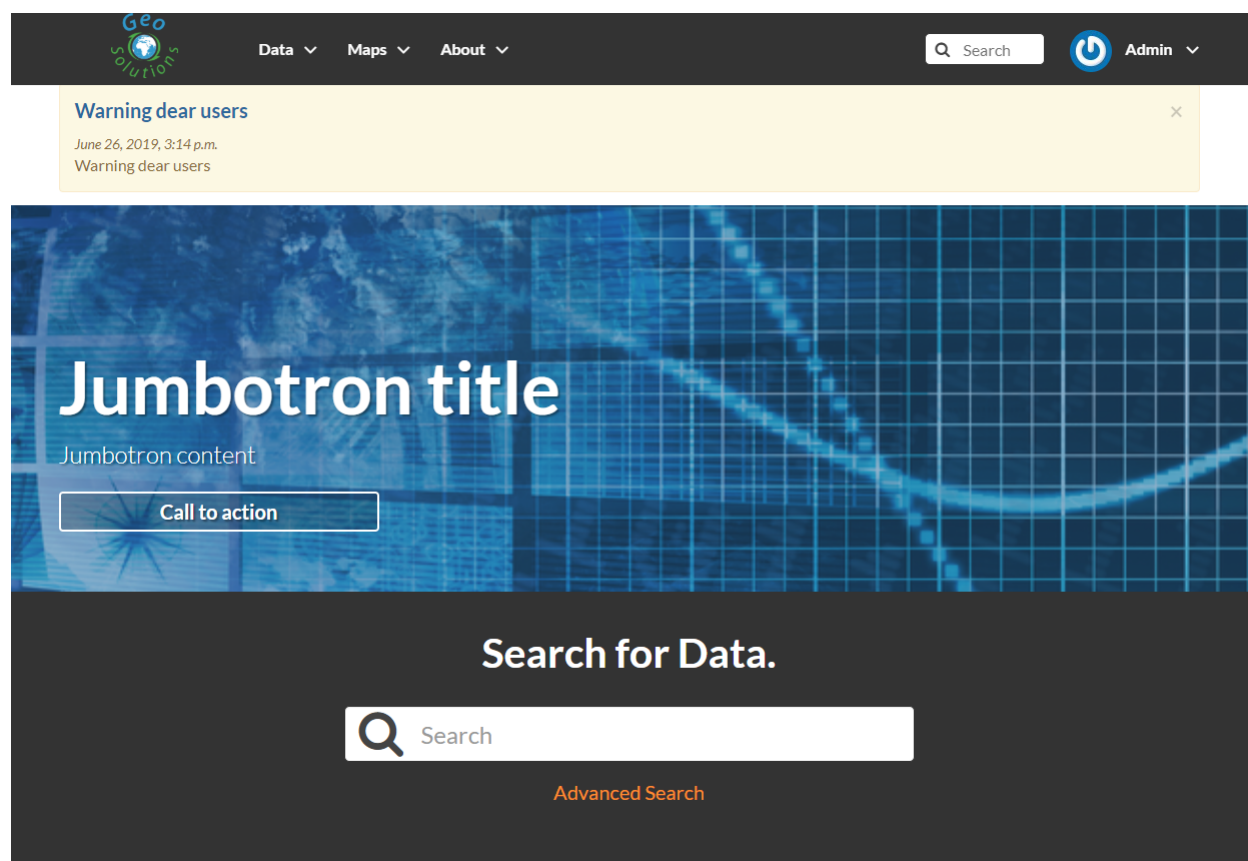 Geo
Solutions
Data
Maps
About
Search
Admin
Warning dear users
×
June 26, 2019, 3:14 p.m.
Warning dear users
Jumbotron title
Jumbotron content
Call to action
Search for Data.
Search
Advanced Search